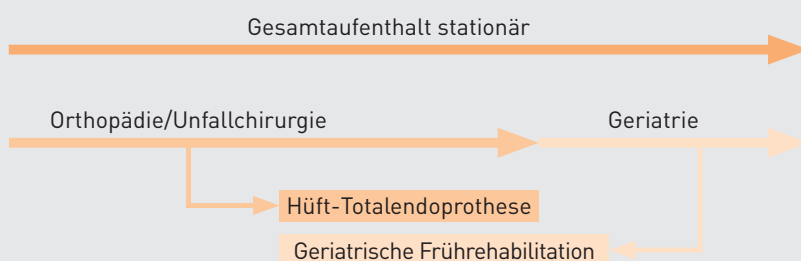 Gesamtaufenthalt stationär
Orthopädie/Unfallchirurgie
Geriatrie
Hüft-Totalendoprothese
Geriatrische Frührehabilitation